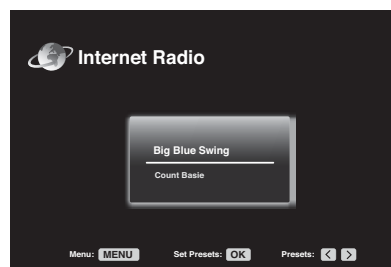 Internet Radio
Big Blue Swing
Count Basie
Menu: MENU Set Presets: OK Presets: < >